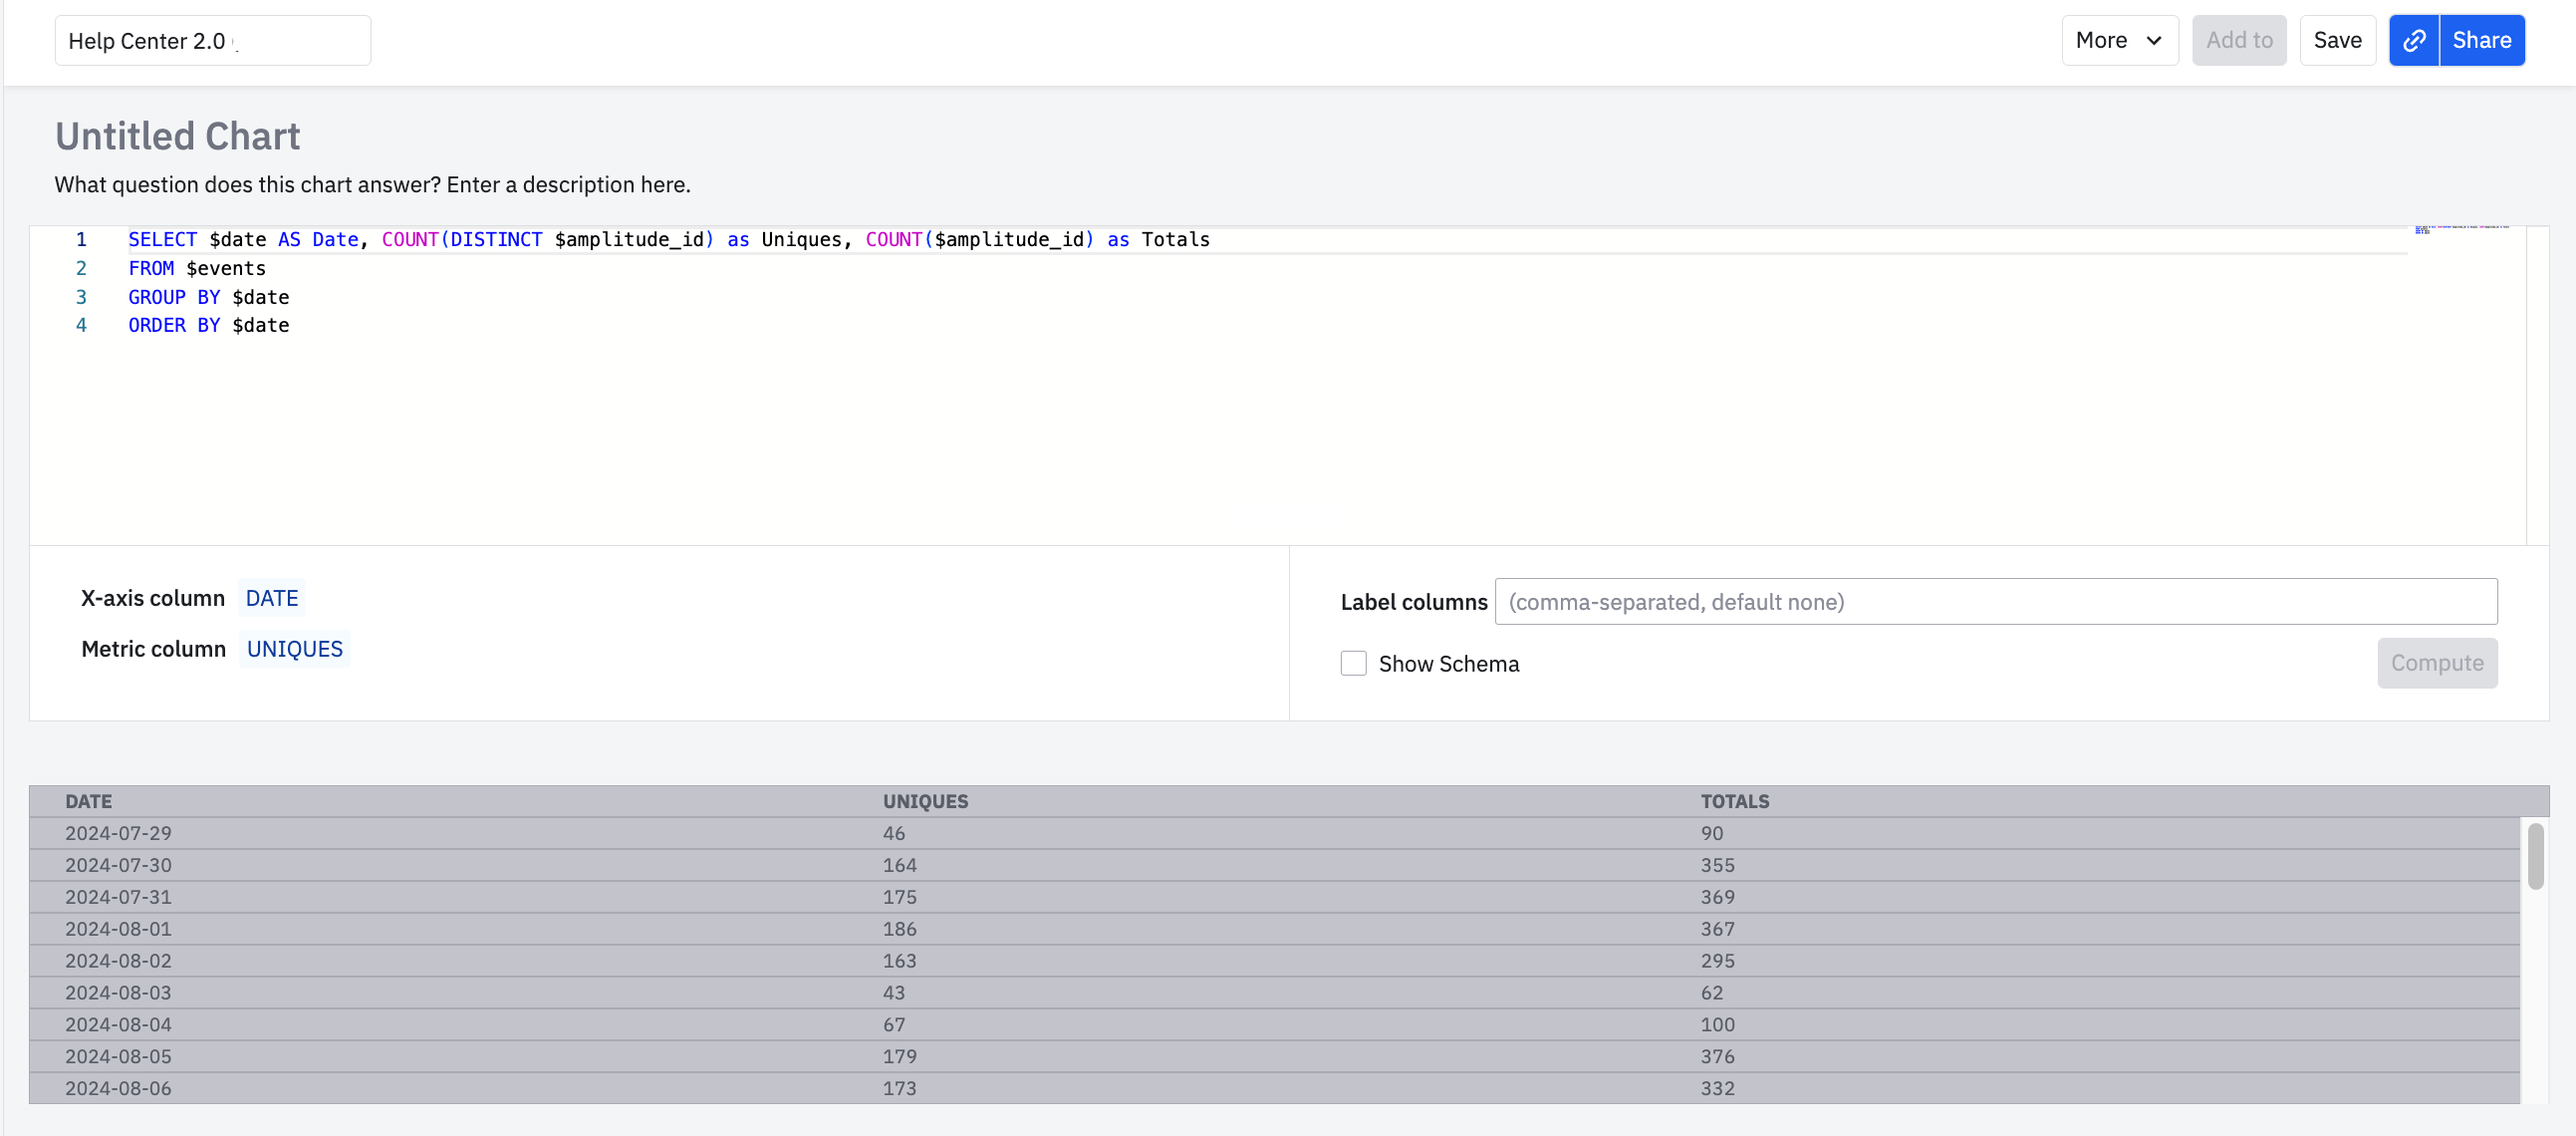 Help Center 2.0
More Add to Save Share
Untitled Chart
What question does this chart answer? Enter a description here.
1 SELECT $date AS Date, COUNT(DISTINCT $amplitude_id) as Uniques, COUNT($amplitude_id) as Totals
2 FROM $events
3 GROUP BY $date
4 ORDER BY $date
X-axis column DATE
Label columns (comma-separated, default none)
Metric column UNIQUES
Show Schema Compute
DATE UNIQUES TOTALS
2024-07-29 46 90
2024-07-30 164 355
2024-07-31 175 369
2024-08-01 186 367
2024-08-02 163 295
2024-08-03 43 62
2024-08-04 67 100
2024-08-05 179 376
2024-08-06 173 332